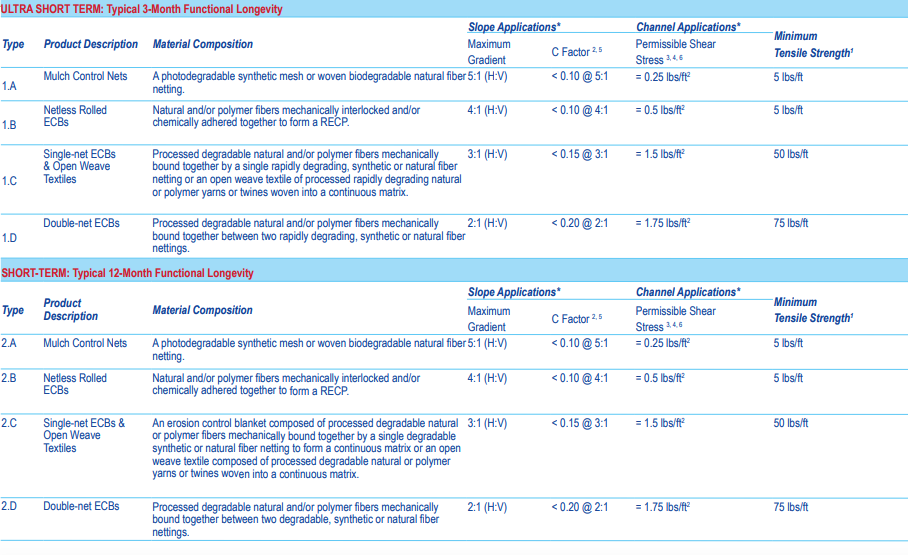 ULTRA SHORT TERM: Typical 3-Month Functional Longevity
Slope Applications* Channel Applications* Minimum
Type Product Description Material Composition Maximum C Factor 2, 5 Permissible Shear Tensile Strength1
Gradient Stress 3, 4, 6
1.A Mulch Control Nets A photodegradable synthetic mesh or woven biodegradable natural fiber 5:1 (H:V) < 0.10 @ 5:1 = 0.25 lbs/ft2 5 lbs/ft
netting.
1.B Netless Rolled Natural and/or polymer fibers mechanically interlocked and/or 4:1 (H:V) < 0.10 @ 4:1 = 0.5 lbs/ft2 5 lbs/ft
ECBs chemically adhered together to form a RECP.
1.C Single-net ECBs Processed degradable natural and/or polymer fibers mechanically 3:1 (H:V) < 0.15 @ 3:1 = 1.5 lbs/ft2 50 lbs/ft
& Open Weave bound together by a single rapidly degrading, synthetic or natural fiber
Textiles netting or an open weave textile of processed rapidly degrading natural
or polymer yarns or twines woven into a continuous matrix.
1.D Double-net ECBs Processed degradable natural and/or polymer fibers mechanically 2:1 (H:V) < 0.20 @ 2:1 = 1.75 lbs/ft2 75 lbs/ft
bound together between two rapidly degrading, synthetic or natural fiber
nettings.
SHORT-TERM: Typical 12-Month Functional Longevity
Slope Applications* Channel Applications* Minimum
Type Product Material Composition Maximum C Factor 2, 5 Permissible Shear Tensile Strength1
Description Gradient Stress 3, 4, 6
2.A Mulch Control Nets A photodegradable synthetic mesh or woven biodegradable natural fiber 5:1 (H:V) < 0.10 @ 5:1 = 0.25 lbs/ft2 5 lbs/ft
netting.
2.B Netless Rolled Natural and/or polymer fibers mechanically interlocked and/or 4:1 (H:V) < 0.10 @ 4:1 = 0.5 lbs/ft2 5 lbs/ft
ECBs chemically adhered together to form a RECP.
2.C Single-net ECBs & An erosion control blanket composed of processed degradable natural 3:1 (H:V) < 0.15 @ 3:1 = 1.5 lbs/ft2 50 lbs/ft
Open Weave or polymer fibers mechanically bound together by a single degradable
Textiles synthetic or natural fiber netting to form a continuous matrix or an open
weave textile composed of processed degradable natural or polymer
yarns or twines woven into a continuous matrix.
2.D Double-net ECBs Processed degradable natural and/or polymer fibers mechanically 2:1 (H:V) < 0.20 @ 2:1 = 1.75 lbs/ft2 75 lbs/ft
bound together between two degradable, synthetic or natural fiber
nettings.